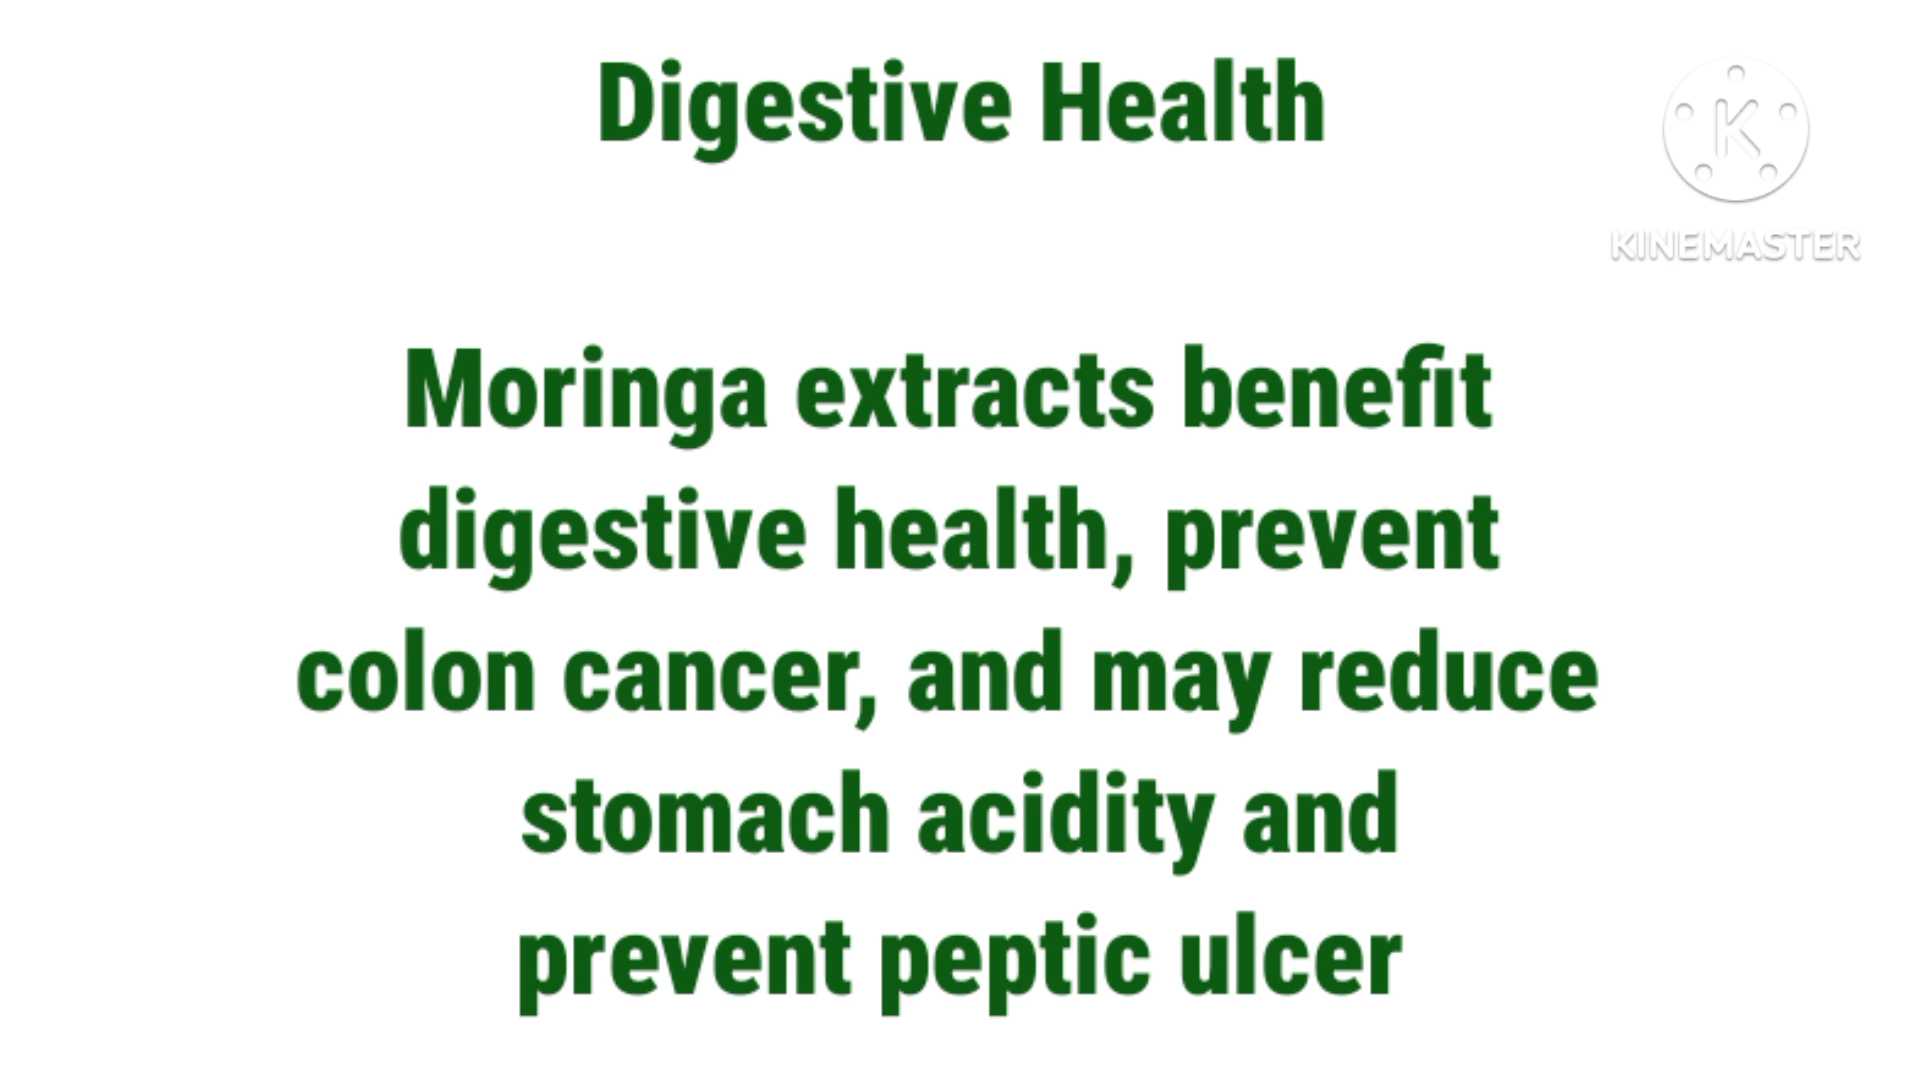 Digestive Health
K
KINEMASTER
Moringa extracts benefit
digestive health, prevent
colon cancer, and may reduce
stomach acidity and
prevent peptic ulcer